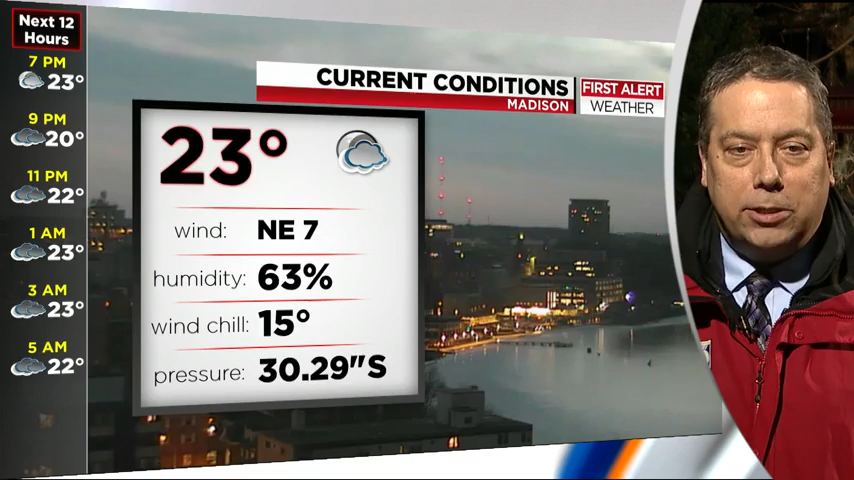 Next 12
Hours
7 PM
23°
9 PM
20°
11 PM
22°
1 AM
23°
3 AM
23°
5 AM
22°
CURRENT CONDITIONS
MADISON
FIRST ALERT
WEATHER
23°
wind: NE 7
humidity: 63%
wind chill: 15°
pressure: 30.29"S